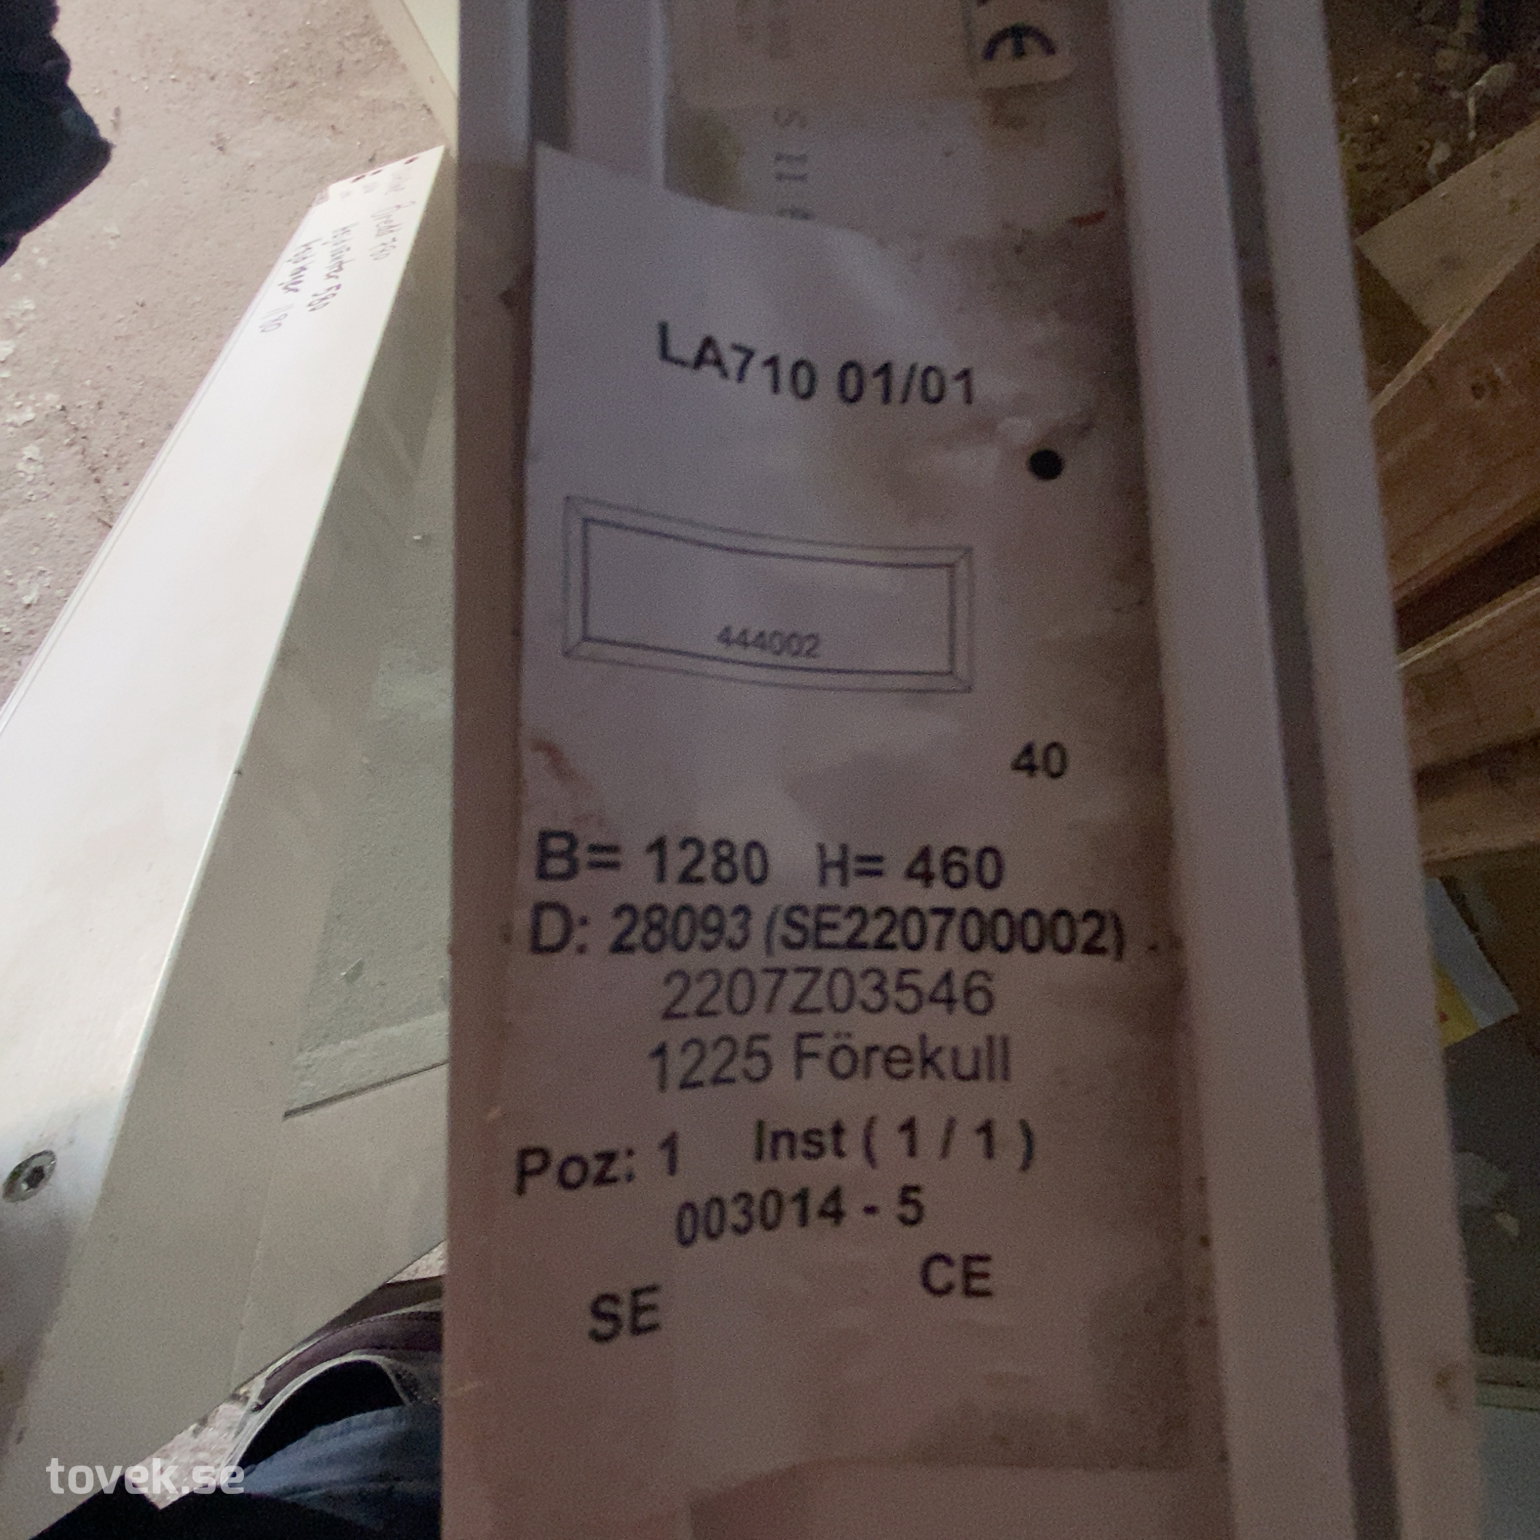 CE
LA710 01/01
444002
40
B= 1280 H= 460
D: 28093 (SE220700002)
2207Z03546
1225 Förekull
Poz: 1 Inst ( 1 / 1 )
003014 - 5
SE CE
tovek.se